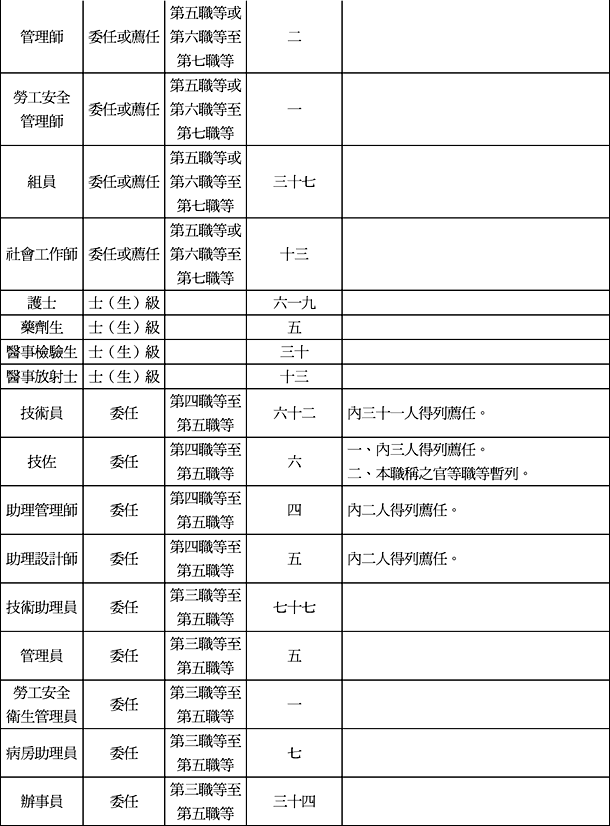 管理師 委任或薦任 第五職等或 二
第六職等至
第七職等
勞工安全 委任或薦任 第五職等或 一
管理師 第六職等至
第七職等
組員 委任或薦任 第五職等或 三十七
第六職等至
第七職等
社會工作師 委任或薦任 第五職等或 十三
第六職等至
第七職等
護士 士（生）級 六一九
藥劑生 士（生）級 五
醫事檢驗生 士（生）級 三十
醫事放射士 士（生）級 十三
技術員 委任 第四職等至 六十二 內三十一人得列薦任。
第五職等
技佐 委任 第四職等至 六 一、內三人得列薦任。
第五職等 二、本職稱之官等職等暫列。
助理管理師 委任 第四職等至 四 內二人得列薦任。
第五職等
助理設計師 委任 第四職等至 五 內二人得列薦任。
第五職等
技術助理員 委任 第三職等至 七十七
第五職等
管理員 委任 第三職等至 五
第五職等
勞工安全 委任 第三職等至 一
衛生管理員 第五職等
病房助理員 委任 第三職等至 七
第五職等
辦事員 委任 第三職等至 三十四
第五職等